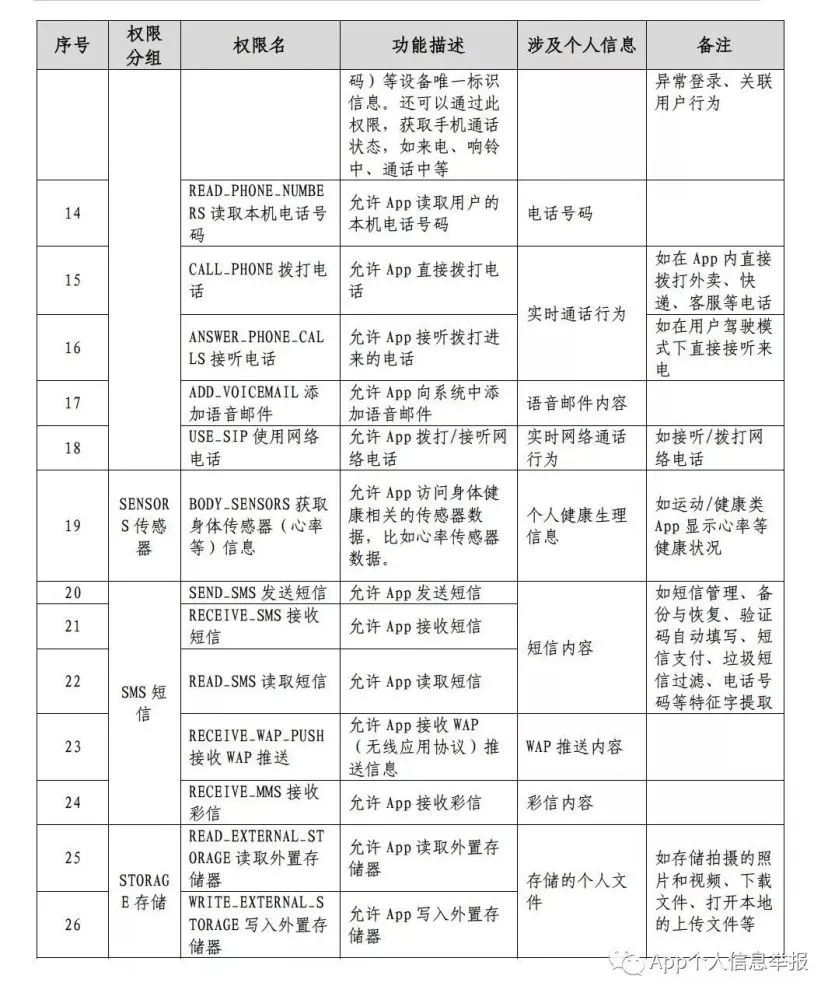 序号 权限分组 权限名 功能描述 涉及个人信息 备注
码）等设备唯一标识
信息。还可以通过此
权限，获取手机通话
状态，如来电、响铃
中、通话中等
异常登录、关联
用户行为
14
READ_PHONE_NUMBE
RS 读取本机电话号
码
允许 App 读取用户的
本机电话号码
电话号码
15
CALL_PHONE 拨打电
话
允许 App 直接拨打电
话
实时通话行为
如在 App 内直接
拨打外卖、快
递、客服等电话
16
ANSWER_PHONE_CA
LLS 接听电话
允许 App 接听拨打进
来的电话
如在用户驾驶模
式下直接接听来
电
17
ADD_VOICEMAIL 添
加语音邮件
允许 App 向系统中添
加语音邮件
语音邮件内容
18
USE_SIP 使用网络
电话
允许 App 拨打/接听网
络电话
实时网络通话
行为
如接听/拨打网
络电话
19
SENSOR
S 传感
器
BODY_SENSORS 获取
身体传感器（心率
等）信息
允许 App 访问身体健
康相关的传感器数
据，比如心率传感器
数据。
个人健康生理
信息
如运动/健康类
App 显示心率等
健康状况
20
SMS 短
信
SEND_SMS 发送短信
允许 App 发送短信
短信内容
如短信管理、备
份与恢复、验证
码自动填写、短
信支付、垃圾短
信过滤、电话号
码等特征字提取
21
RECEIVE_SMS 接收
短信
允许 App 接收短信
22
READ_SMS 读取短信
允许 App 读取短信
23
RECEIVE_WAP_PUSH
接收 WAP 推送
允许 App 接收 WAP
（无线应用协议）推
送信息
WAP 推送内容
24
RECEIVE_MMS 接收
彩信
允许 App 接收彩信
彩信内容
25
STORAG
E 存储
READ_EXTERNAL_ST
ORAGE 读取外置存
储器
允许 App 读取外置存
储器
存储的个人文
件
如存储拍摄的照
片和视频、下载
文件、打开本地
的上传文件等
26
WRITE_EXTERNAL_S
TORAGE 写入外置存
储器
允许 App 写入外置存
储器
App个人信息举报